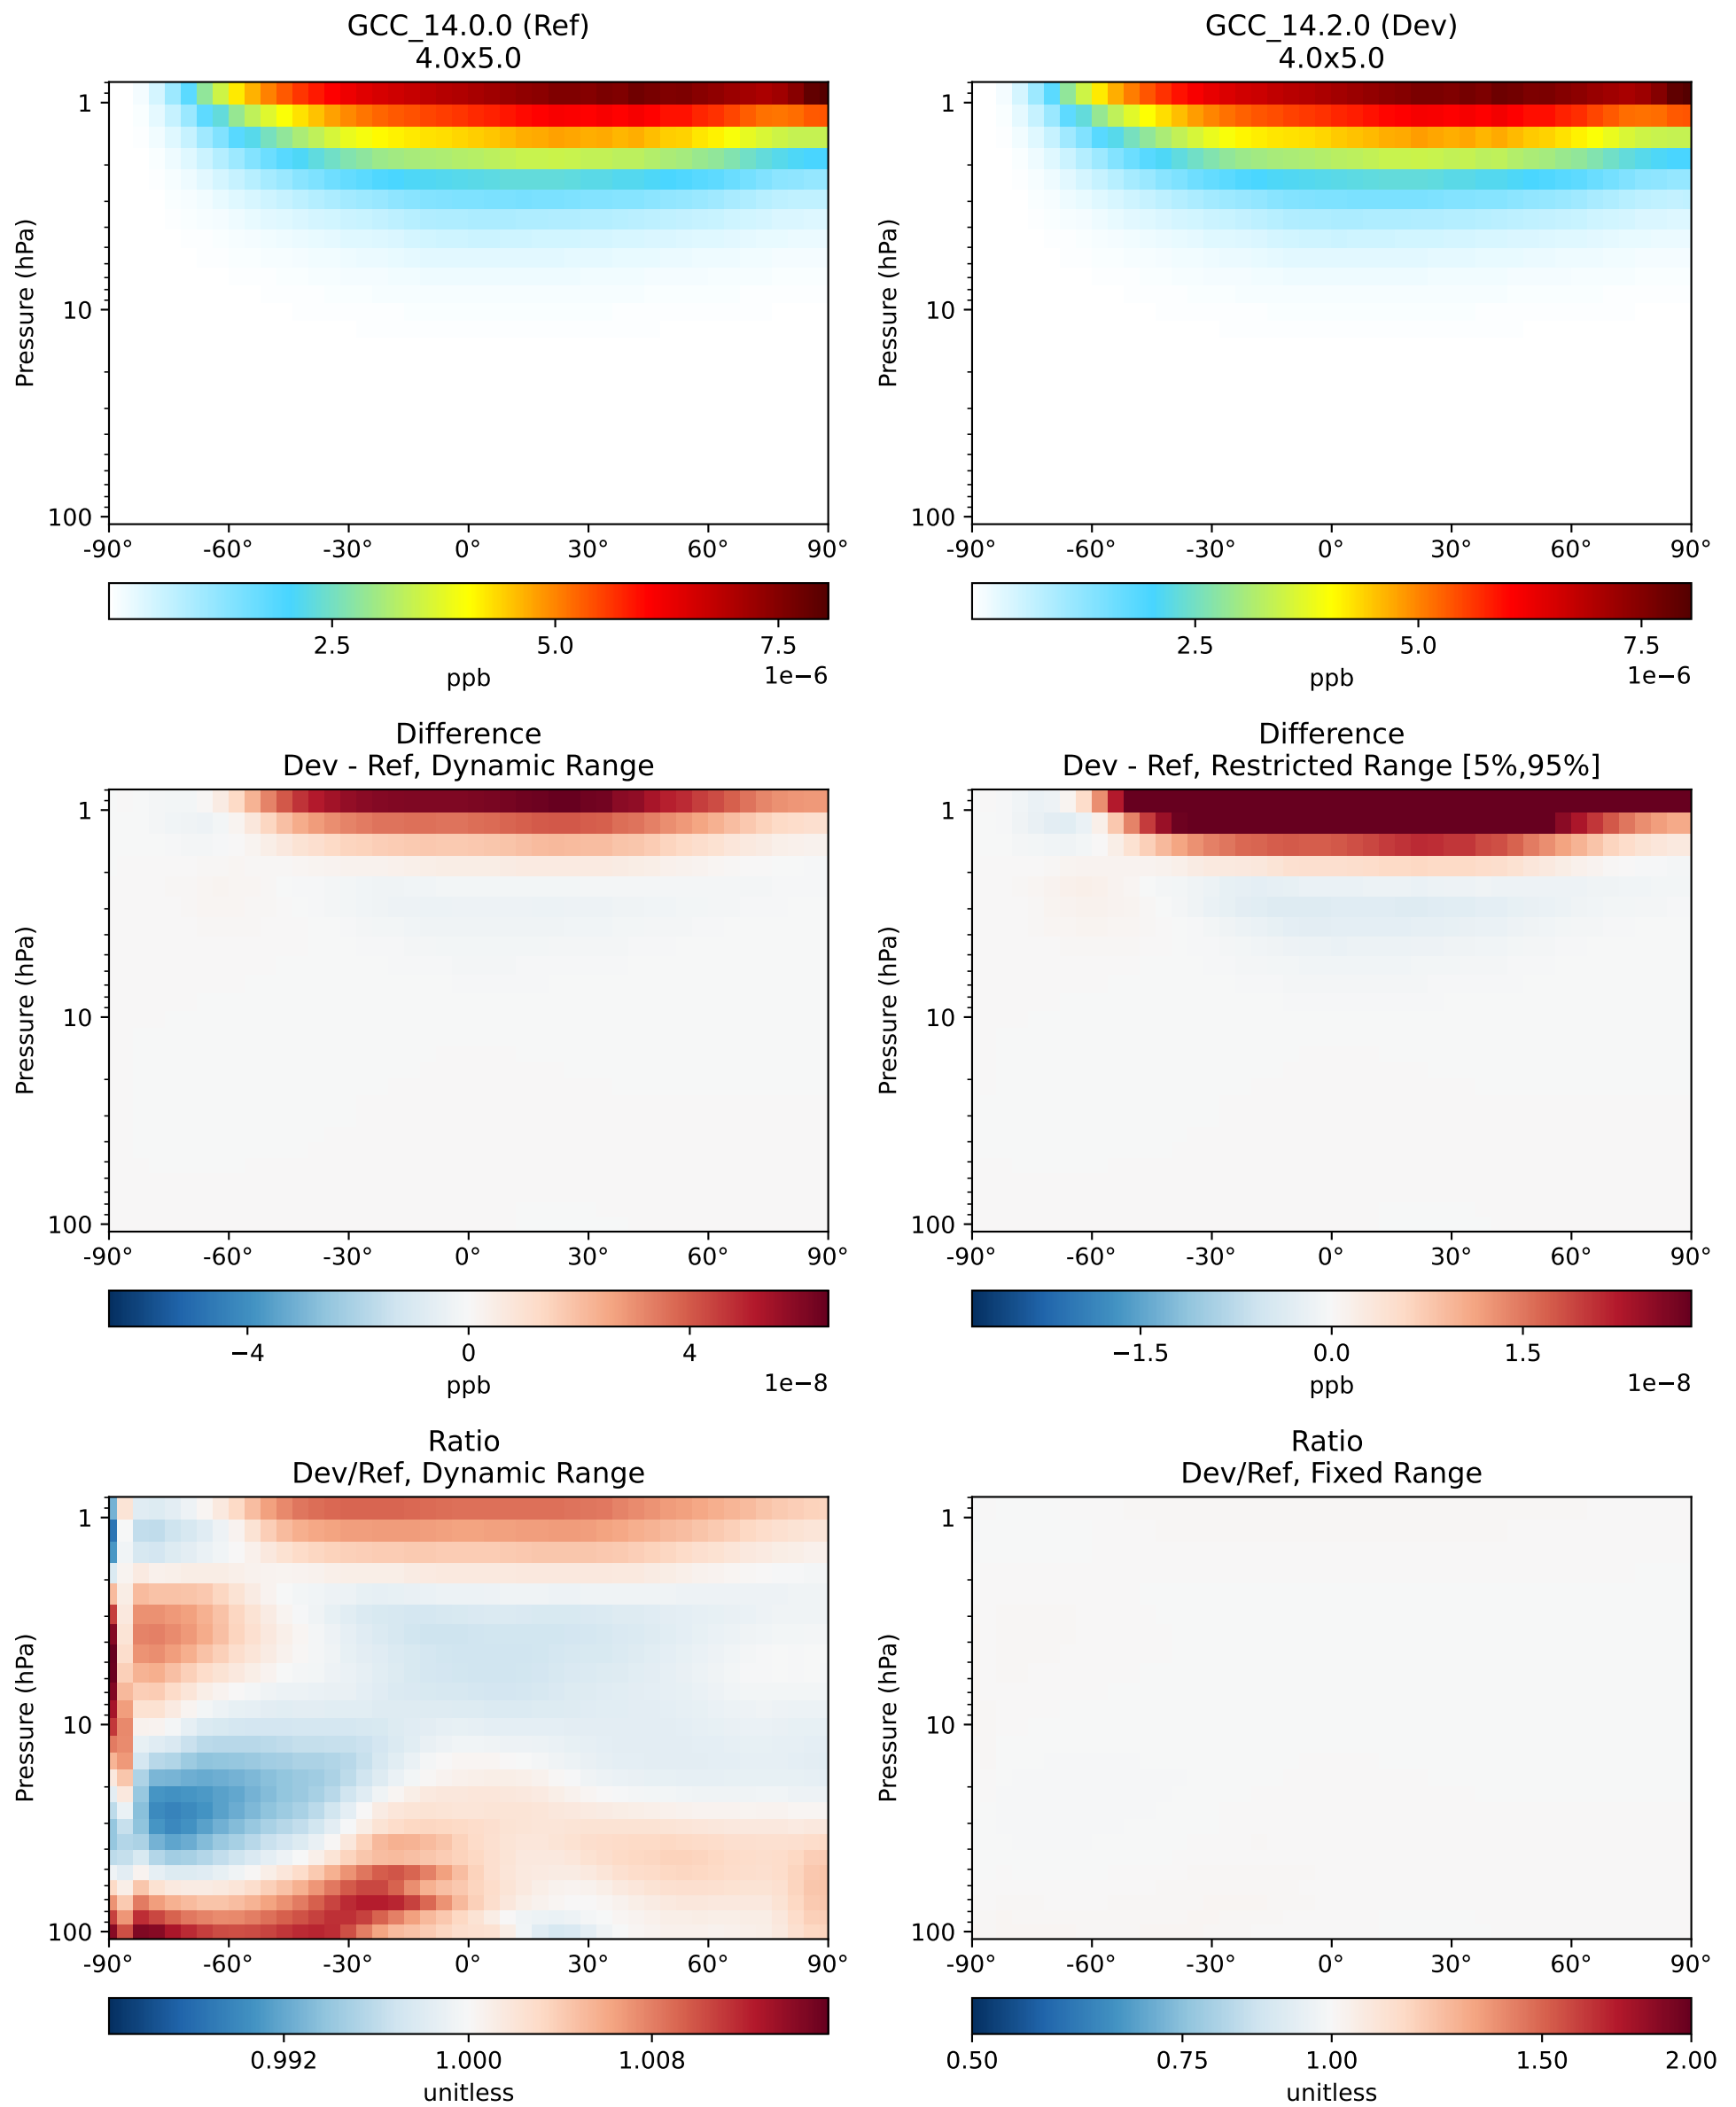 GCC_14.0.0 (Ref)
4.0x5.0
Pressure (hPa)
1
10
100
-90° -60° -30° 0° 30° 60° 90°
2.5 5.0 7.5
1e−6
ppb
GCC_14.2.0 (Dev)
4.0x5.0
Pressure (hPa)
1
10
100
-90° -60° -30° 0° 30° 60° 90°
2.5 5.0 7.5
1e−6
ppb
Difference
Dev - Ref, Dynamic Range
Pressure (hPa)
1
10
100
-90° -60° -30° 0° 30° 60° 90°
−4 0 4
1e−8
ppb
Difference
Dev - Ref, Restricted Range [5%,95%]
Pressure (hPa)
1
10
100
-90° -60° -30° 0° 30° 60° 90°
−1.5 0.0 1.5
1e−8
ppb
Ratio
Dev/Ref, Dynamic Range
Pressure (hPa)
1
10
100
-90° -60° -30° 0° 30° 60° 90°
0.992 1.000 1.008
unitless
Ratio
Dev/Ref, Fixed Range
Pressure (hPa)
1
10
100
-90° -60° -30° 0° 30° 60° 90°
0.50 0.75 1.00 1.50 2.00
unitless